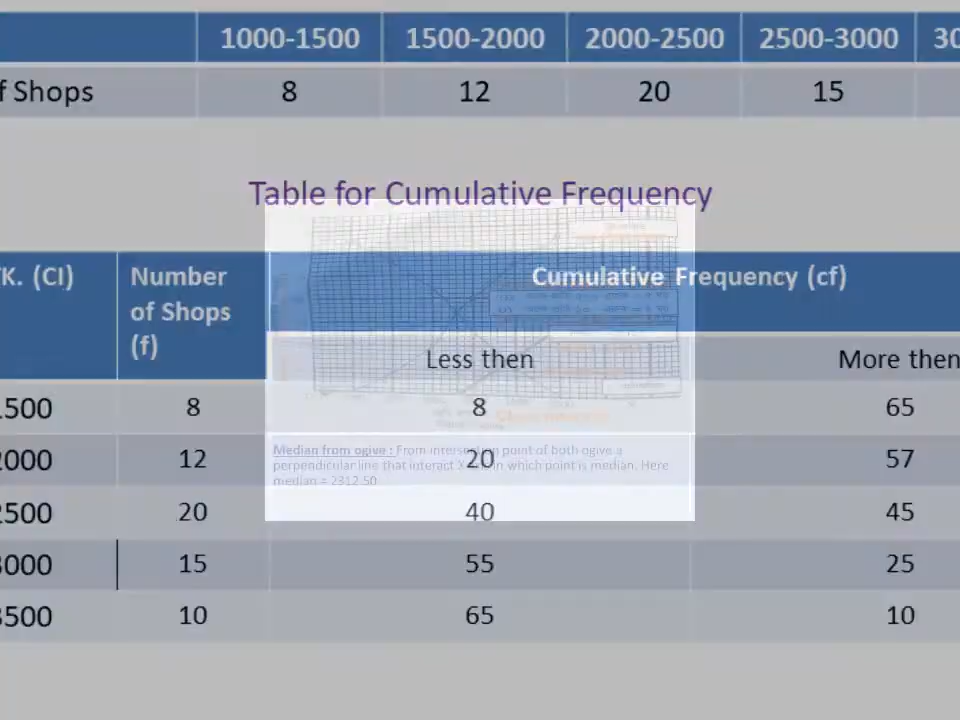 1000-1500 1500-2000 2000-2500 2500-3000 30
f Shops 8 12 20 15
Table for Cumulative Frequency
K. (CI) Number of Shops (f) Cumulative Frequency (cf)
Less then More then
1500 8 8 65
2000 12 20 57
2500 20 40 45
3000 15 55 25
3500 10 65 10
Median from ogive : From intersection point of both ogive a
perpendicular line that interact X in which point is median. Here
median = 2312.50